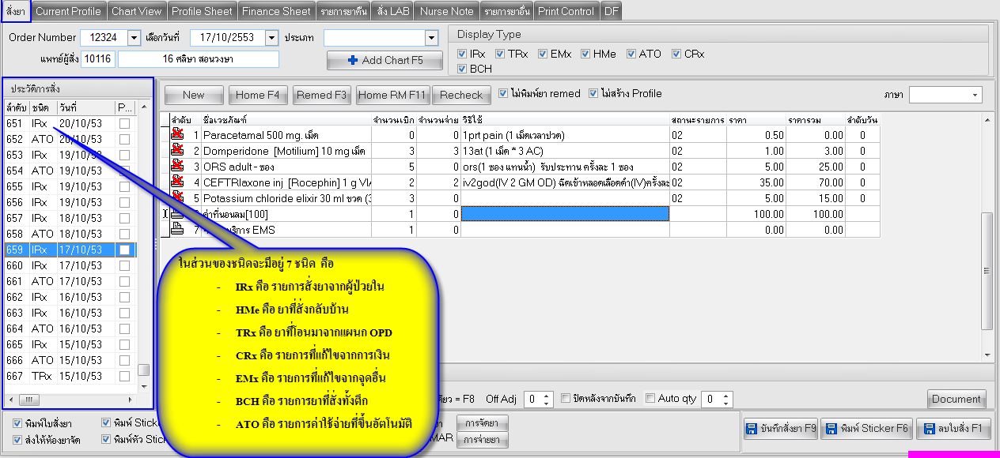 สั่งยา Current Profile Chart View Profile Sheet Finance Sheet รายการยาคืน สั่ง LAB Nurse Note รายการยาอื่น Print Control DF
Order Number 12324 เลือกวันที่ 17/10/2553 ประเภท
แพทย์ผู้สั่ง 10116 16 ศลิษา สอนวงษา Add Chart F5
Display Type
IRx TRx EMx HMe ATO CRx
BCH
ประวัติการสั่ง
ลำดับ ชนิด วันที่ P...
651 IRx 20/10/53
652 ATO 20/10/53
653 IRx 19/10/53
654 ATO 19/10/53
655 IRx 19/10/53
656 IRx 19/10/53
657 IRx 18/10/53
658 ATO 18/10/53
659 IRx 17/10/53
660 IRx 17/10/53
661 ATO 17/10/53
662 IRx 16/10/53
663 IRx 16/10/53
664 ATO 16/10/53
665 IRx 15/10/53
666 ATO 15/10/53
667 TRx 15/10/53
New Home F4 Remed F3 Home RM F11 Recheck ไม่พิมพ์ยา remed ไม่สร้าง Profile ภาษา
ลำดับ ชื่อเวชภัณฑ์ จำนวนเบิก จำนวนจ่าย วิธีใช้ สถานะรายการ ราคา ราคารวม ลำดับวัน
1 Paracetamal 500 mg. เม็ด 0 0 1prt pain (1 เม็ดเวลาปวด) 02 0.50 0.00 0
2 Domperidone [Motilium] 10 mg เม็ด 3 3 13at (1 เม็ด * 3 AC) 02 1.00 3.00 0
3 ORS adult - ซอง 5 0 ors(1 ซอง แทนน้ำ) รับประทาน ครั้งละ 1 ซอง 02 5.00 25.00 0
4 CEFTRIaxone inj [Rocephin] 1 g VIA 2 2 iv2god(IV 2 GM OD) ฉีดเข้าหลอดเลือดดำ(IV)ครั้งละ 02 35.00 70.00 0
5 Potassium chloride elixir 30 ml ขวด (3 3 0 02 5.00 15.00 0
ค่าที่นอนลม[100] 1 0 100.00 100.00
7 บริการ EMS 1 0 0.00 0.00
ในส่วนของชนิดจะมีอยู่ 7 ชนิด คือ
- IRx คือ รายการสั่งยาจากผู้ป่วยใน
- HMe คือ ยาที่สั่งกลับบ้าน
- TRx คือ ยาที่โอนมาจากแผนก OPD
- CRx คือ รายการที่แก้ไขจากการเงิน
- EMx คือ รายการที่แก้ไขจากจุดอื่น
- BCH คือ รายการยาที่สั่งทั้งตึก
- ATO คือ รายการค่าใช้จ่ายที่ขึ้นอัตโนมัติ
= F8 Off Adj 0 ปิดหลังจากบันทึก Auto qty 0 Document
พิมพ์ใบสั่งยา พิมพ์ Stick การจัดยา
ส่งให้ห้องยาจัด พิมพ์หัว Stic MAR การจ่ายยา
บันทึกสั่งยา F9 พิมพ์ Sticker F6 ลบใบสั่ง F1